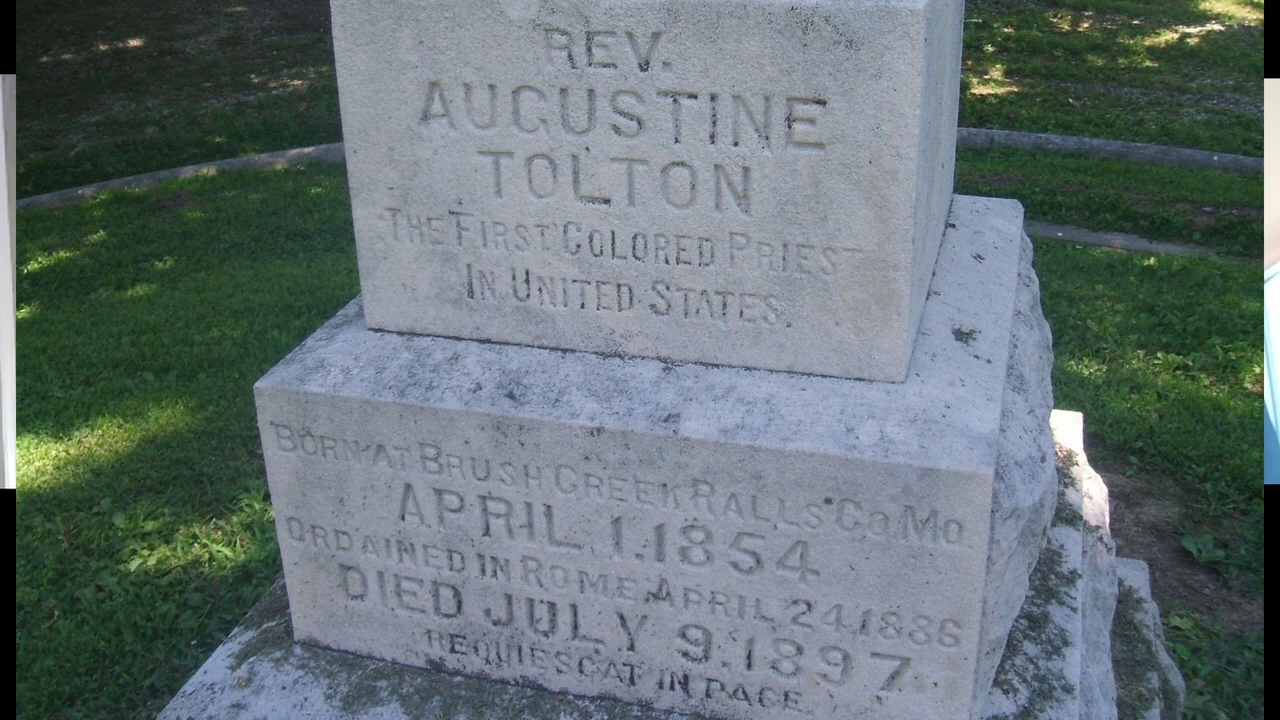 REV.
AUGUSTINE
TOLTON
THE FIRST COLORED PRIEST
IN UNITED STATES.
BORN AT BRUSH CREEK RALLS CO. MO
APRIL 1. 1854
ORDAINED IN ROME APRIL 24. 1886
DIED JULY 9. 1897
REQUIESCAT IN PACE